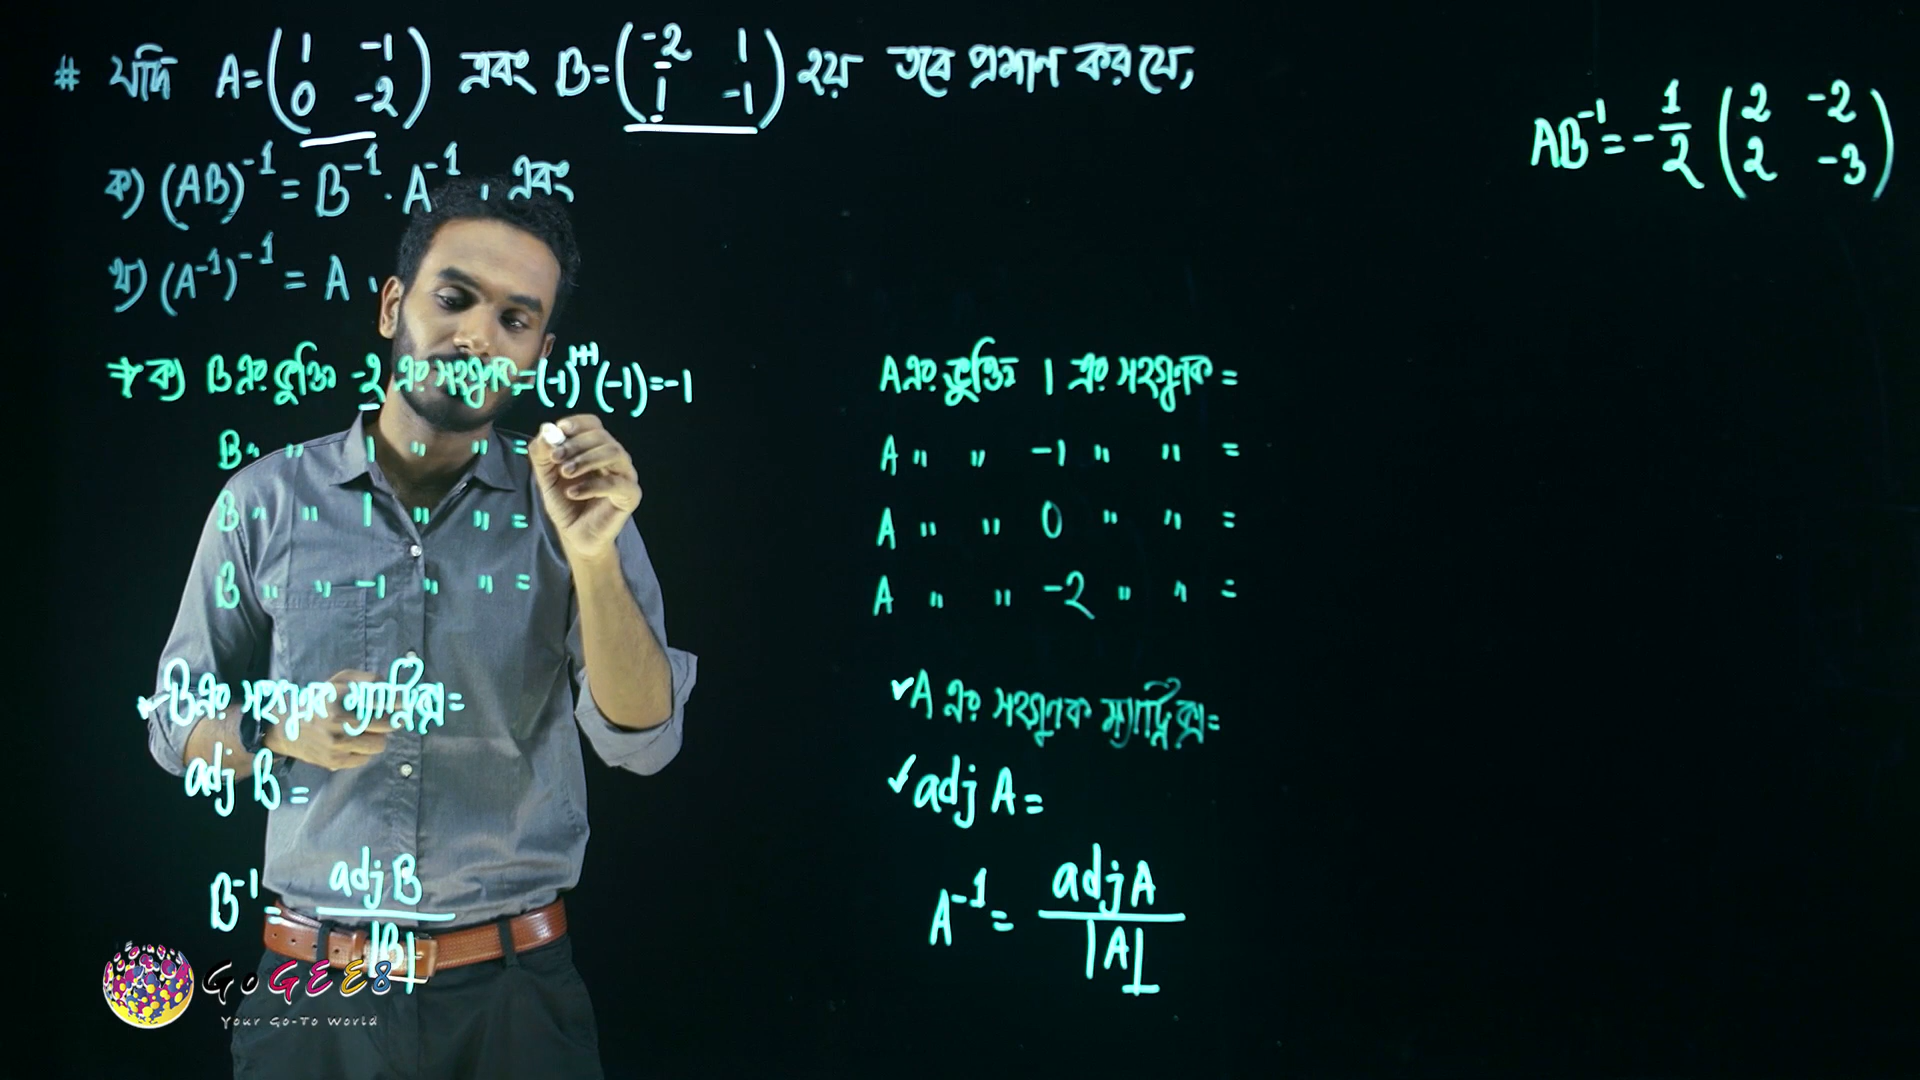 # যদি A = (1 -1 0 -2) এবং B = (-2 1 1 -1) হয় তবে প্রমাণ কর যে,
ক) (AB)⁻¹ = B⁻¹ . A⁻¹ , এবং
খ) (A⁻¹)⁻¹ = A ,
AB⁻¹ = -1/2 (2 -2 2 -3)
⇒ ক) B এর ভুক্তি -2 এর সহগুণক = (-1)¹⁺¹ (-1) = -1
B " " 1 " " =
B " " 1 " " =
B " " -1 " " =
✓ B এর সহগুণক ম্যাট্রিক্স =
adj B =
B⁻¹ = adj B / |B|
A এর ভুক্তি 1 এর সহগুণক =
A " " -1 " " =
A " " 0 " " =
A " " -2 " " =
✓ A এর সহগুণক ম্যাট্রিক্স =
✓ adj A =
A⁻¹ = adj A / |A|
GoGEE8
Your Go-To World